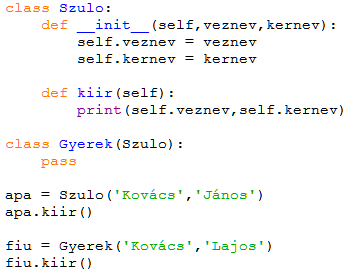 class Szulo:
    def __init__(self,veznev,kernev):
        self.veznev = veznev
        self.kernev = kernev
    def kiir(self):
        print(self.veznev,self.kernev)
class Gyerek(Szulo):
    pass
apa = Szulo('Kovács','János')
apa.kiir()
fiu = Gyerek('Kovács','Lajos')
fiu.kiir()